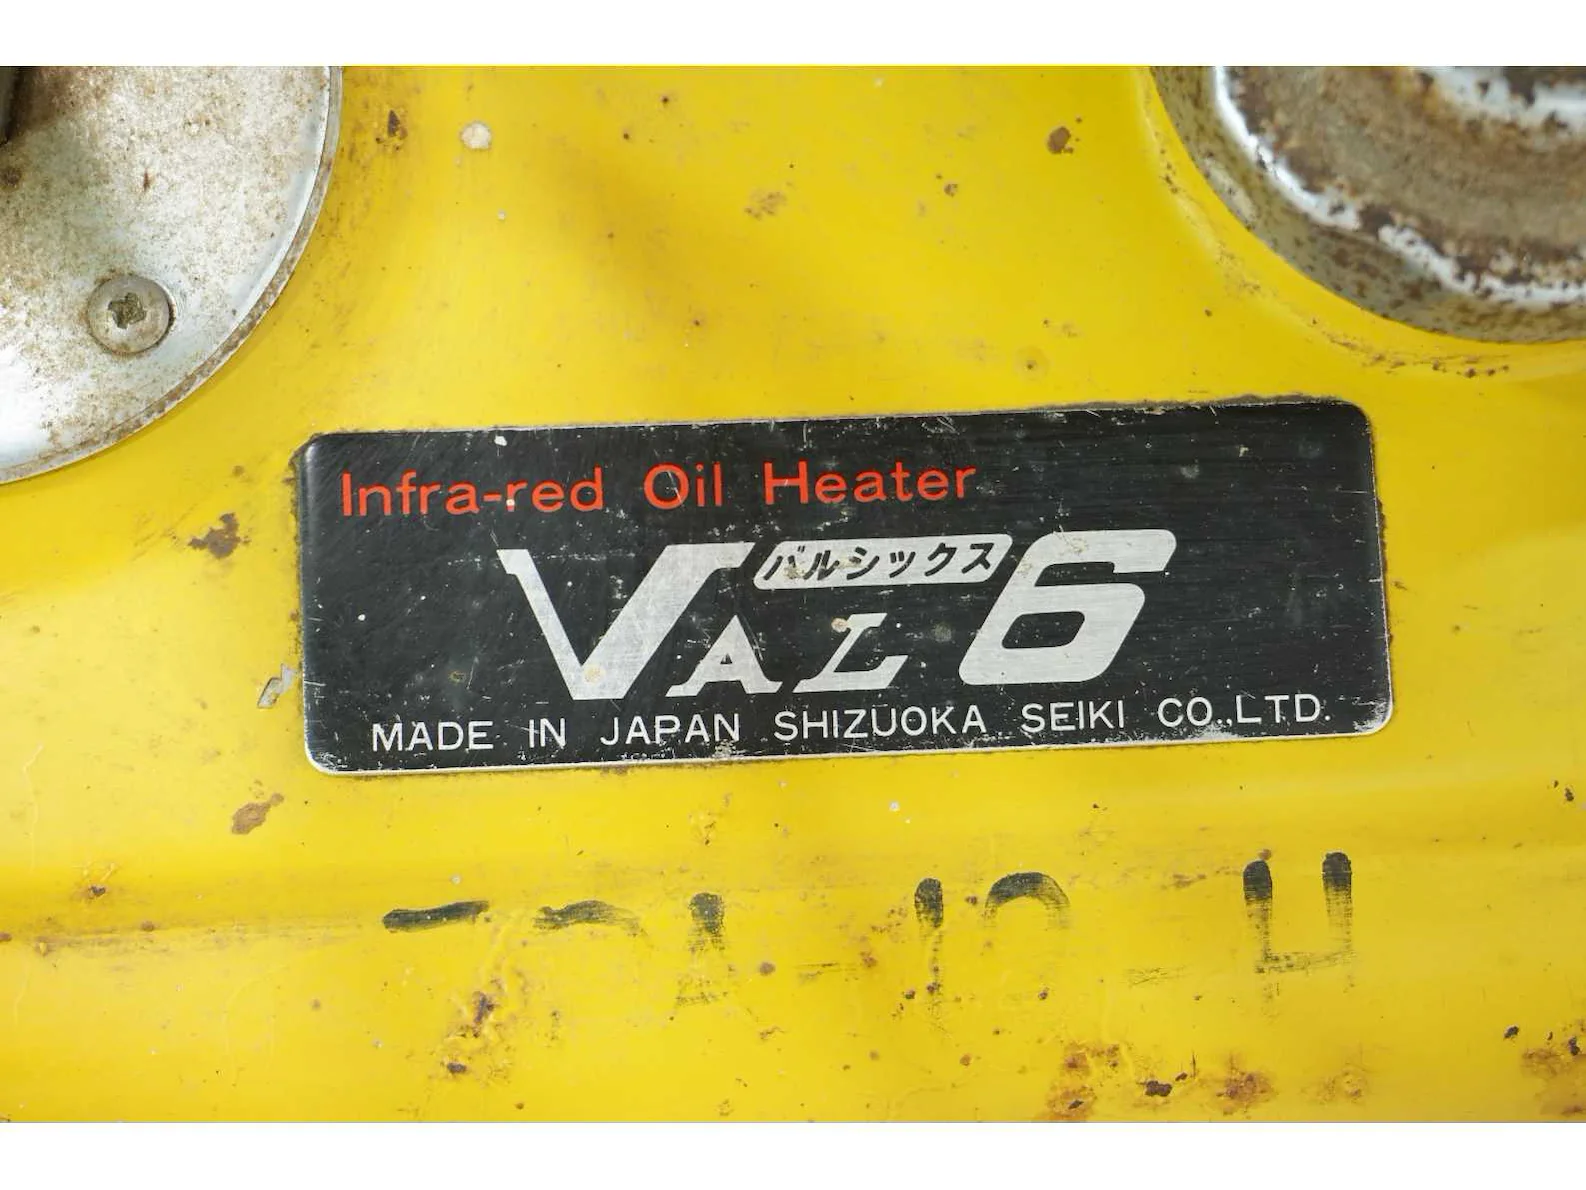 Infra-red Oil Heater
バルシックス
VAL6
MADE IN JAPAN SHIZUOKA SEIKI CO.,LTD.